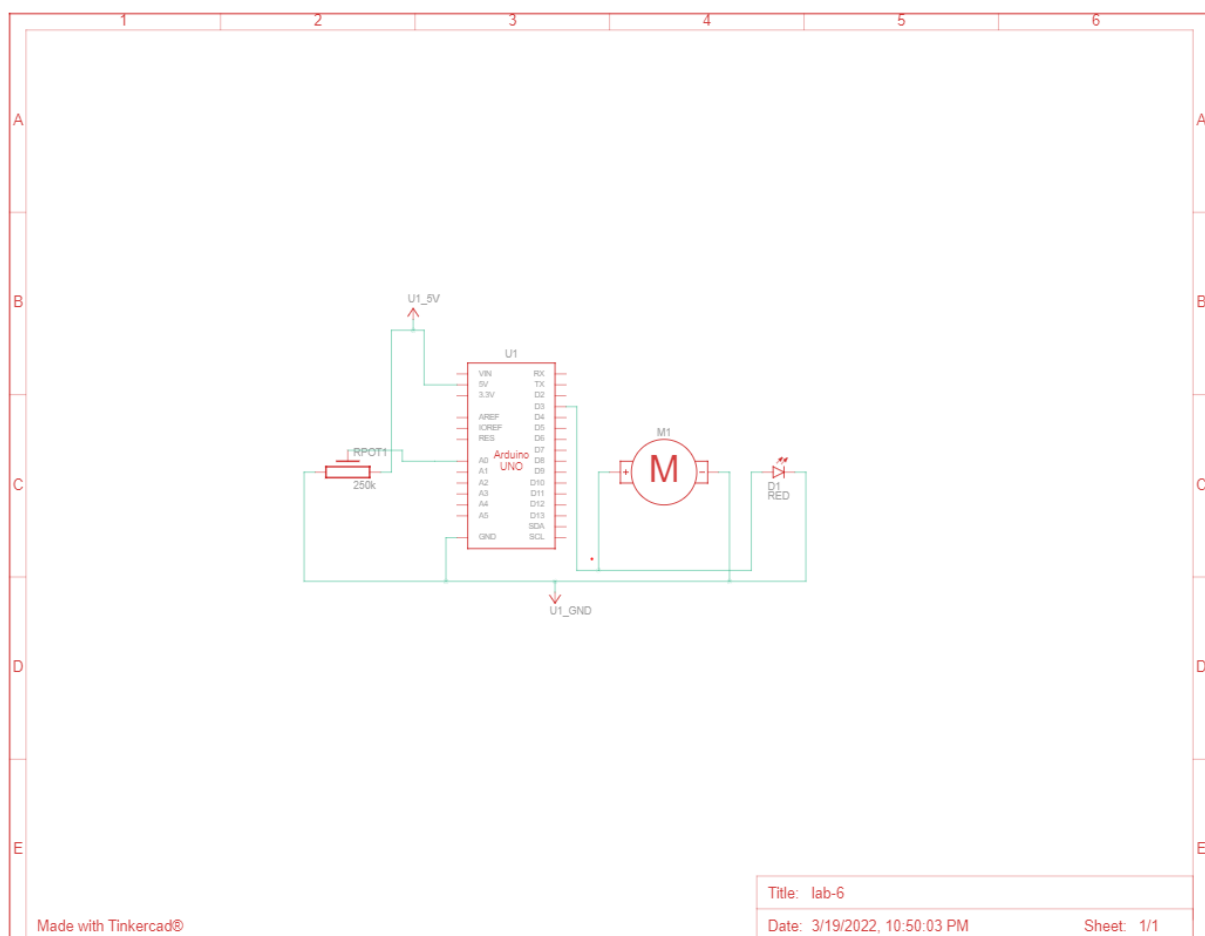 1 2 3 4 5 6
A A
B B
U1_5V
U1
VIN RX
5V TX
3.3V D2
D3
AREF D4
IOREF D5
RES D6
D7
RPOT1
M1
Arduino
UNO
A0 D8
A1 D9
A2 D10
A3 D11
A4 D12
A5 D13
SDA
GND SCL
250k
+ M -
D1
RED
C C
U1_GND
D D
E E
Title: lab-6
Made with Tinkercad®
Date: 3/19/2022, 10:50:03 PM Sheet: 1/1